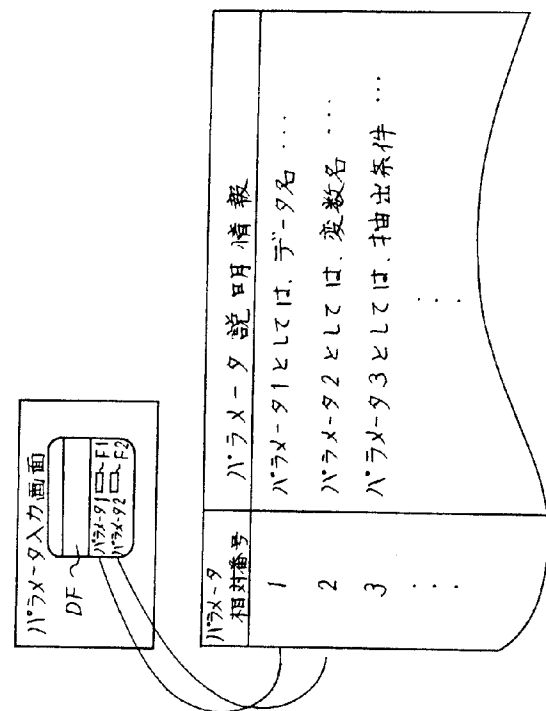 パラメータ入力画面
DF
パラメータ1 F1
パラメータ2 F2
パラメータ
相対番号 パラメータ説明情報
1 パラメータ1としては、データ名 ...
2 パラメータ2としては、変数名 ...
3 パラメータ3としては、抽出条件 ...